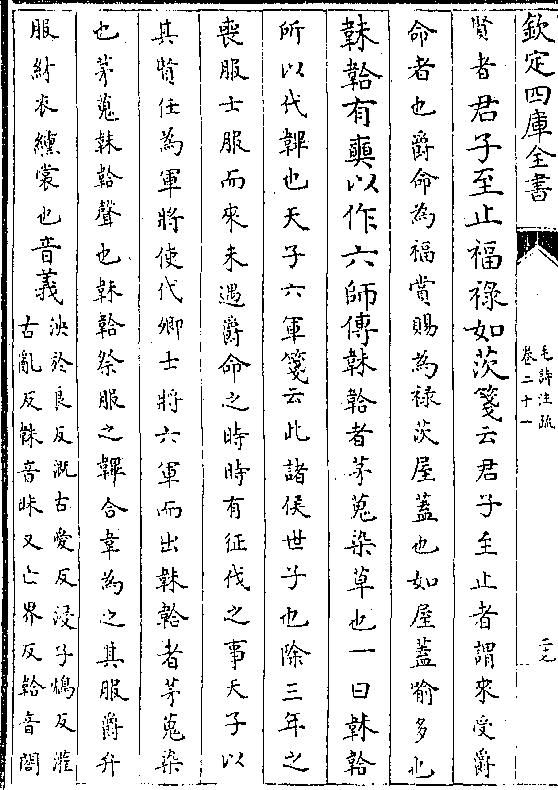 欽定四庫全書
毛詩注疏
卷二十一
賢者君子至止福祿如茨箋云君子至止者謂來受爵
命者也爵命為福賞賜為祿茨屋蓋也如屋蓋喻多也
韎韐有奭以作六師傳韎韐者茅蒐染草也一曰韎韐
所以代韠也天子六軍箋云此諸侯世子也除三年之
喪服士服而來未遇爵命之時時有征伐之事天子以
其賢任為軍將使代卿士將六軍而出韎韐者茅蒐染
也茅蒐韎韐聲也韎韐祭服之韠合韋為之其服爵弁
服紂衣纁裳也音義
泱於良反溉古愛反浸子鴆反灌
古亂反韎音昧又亡界反韐音閤